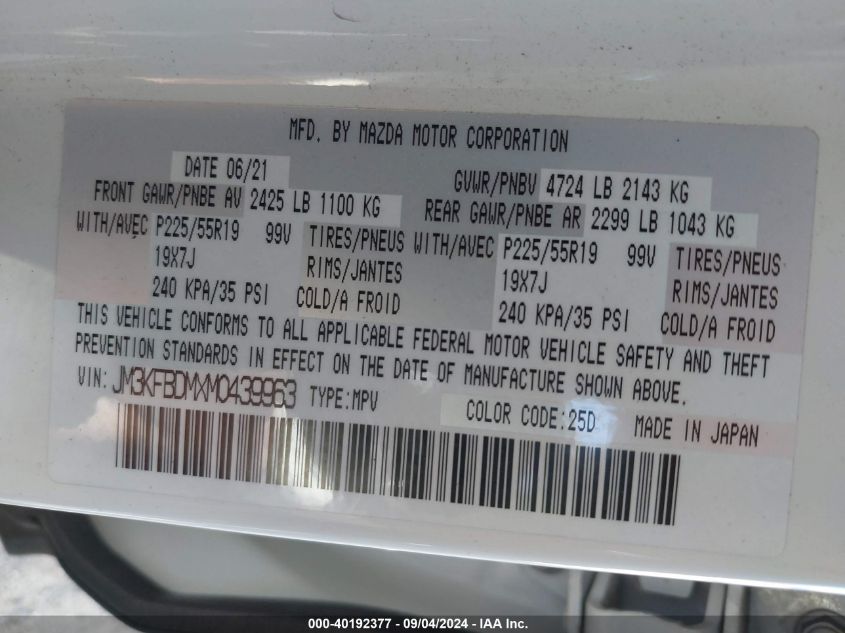 MFD. BY MAZDA MOTOR CORPORATION
DATE 06/21 GVWR/PNBV 4724 LB 2143 KG
FRONT GAWR/PNBE AV 2425 LB 1100 KG REAR GAWR/PNBE AR 2299 LB 1043 KG
WITH/AVEC P225/55R19 99V TIRES/PNEUS WITH/AVEC P225/55R19 99V TIRES/PNEUS
19X7J RIMS/JANTES 19X7J RIMS/JANTES
240 KPA/35 PSI COLD/A FROID 240 KPA/35 PSI COLD/A FROID
THIS VEHICLE CONFORMS TO ALL APPLICABLE FEDERAL MOTOR VEHICLE SAFETY AND THEFT
PREVENTION STANDARDS IN EFFECT ON THE DATE OF MANUFACTURE SHOWN ABOVE.
VIN: JM3KFBDMXM0439963 TYPE:MPV COLOR CODE:25D MADE IN JAPAN
000-40192377 - 09/04/2024 - IAA Inc.